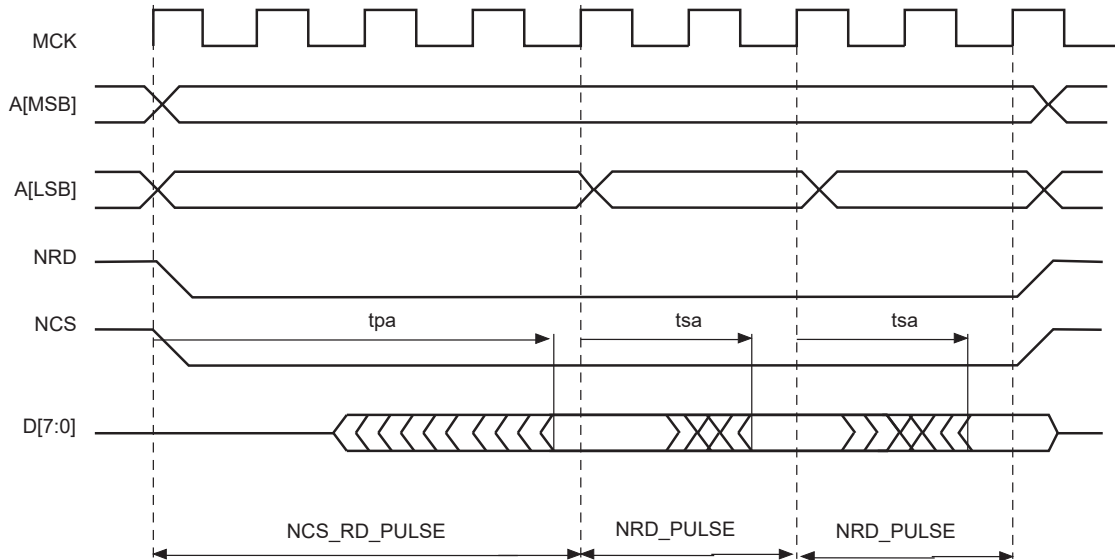 MCK
A[MSB]
A[LSB]
NRD
NCS
tpa
tsa
tsa
D[7:0]
NCS_RD_PULSE
NRD_PULSE
NRD_PULSE